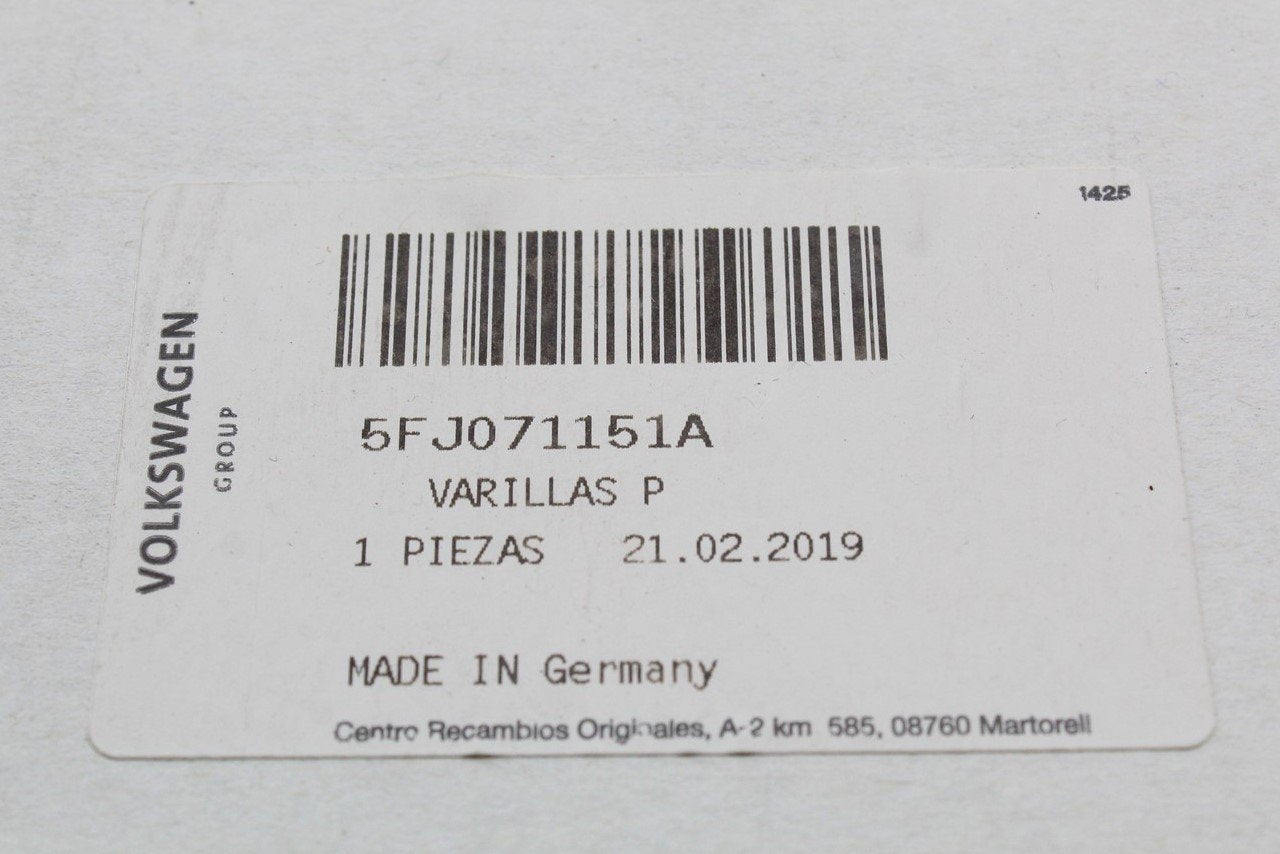 1425
VOLKSWAGEN
GROUP
5FJ071151A
VARILLAS P
1 PIEZAS 21.02.2019
MADE IN Germany
Centro Recambios Originales, A-2 km 585, 08760 Martorell